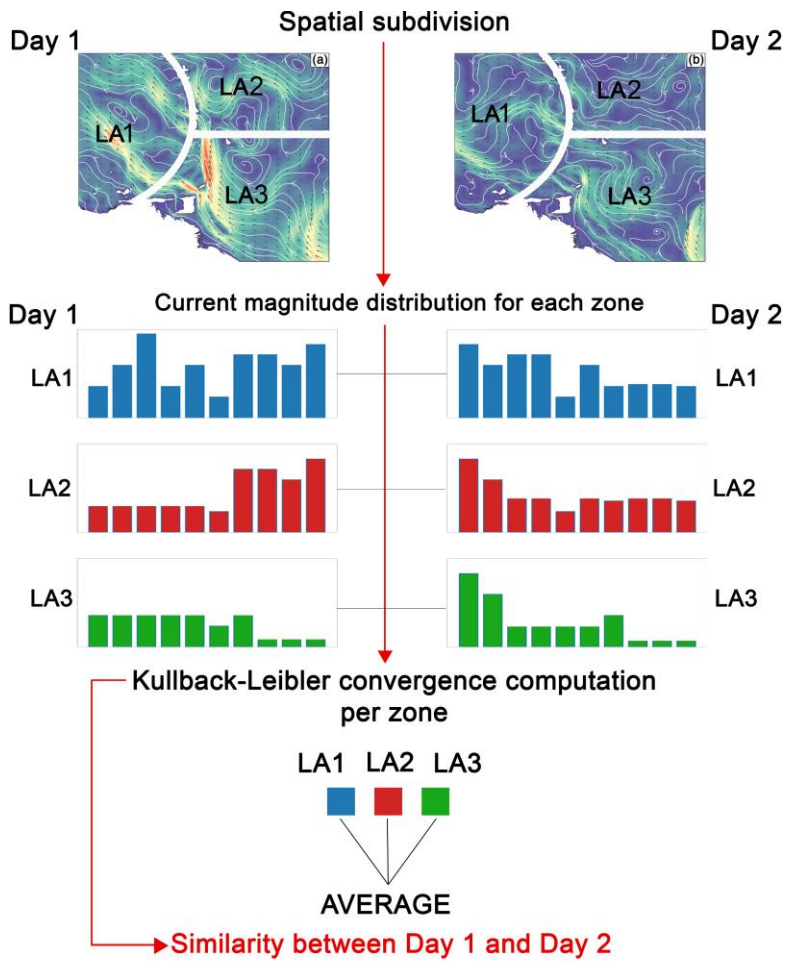 Spatial subdivision
Day 1
Day 2
(a)
LA2
LA1
LA3
(b)
LA2
LA1
LA3
Current magnitude distribution for each zone
Day 1
Day 2
LA1
LA1
LA2
LA2
LA3
LA3
Kullback-Leibler convergence computation
per zone
LA1 LA2 LA3
AVERAGE
Similarity between Day 1 and Day 2